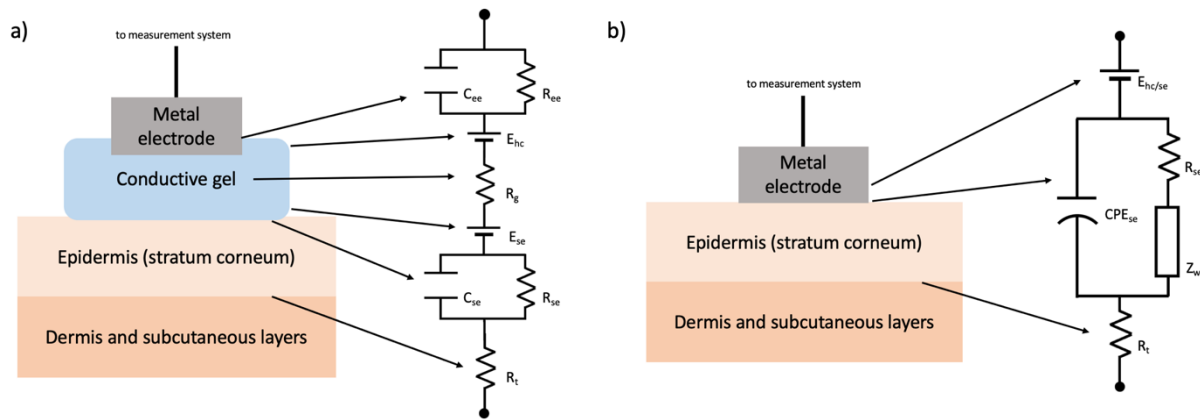 a)
to measurement system
Metal
electrode
Conductive gel
Epidermis (stratum corneum)
Dermis and subcutaneous layers
Cee
Ree
Ehc
Rg
Ese
Cse
Rse
Rt
b)
to measurement system
Metal
electrode
Epidermis (stratum corneum)
Dermis and subcutaneous layers
Ehc/se
Rse
CPEse
Zw
Rt